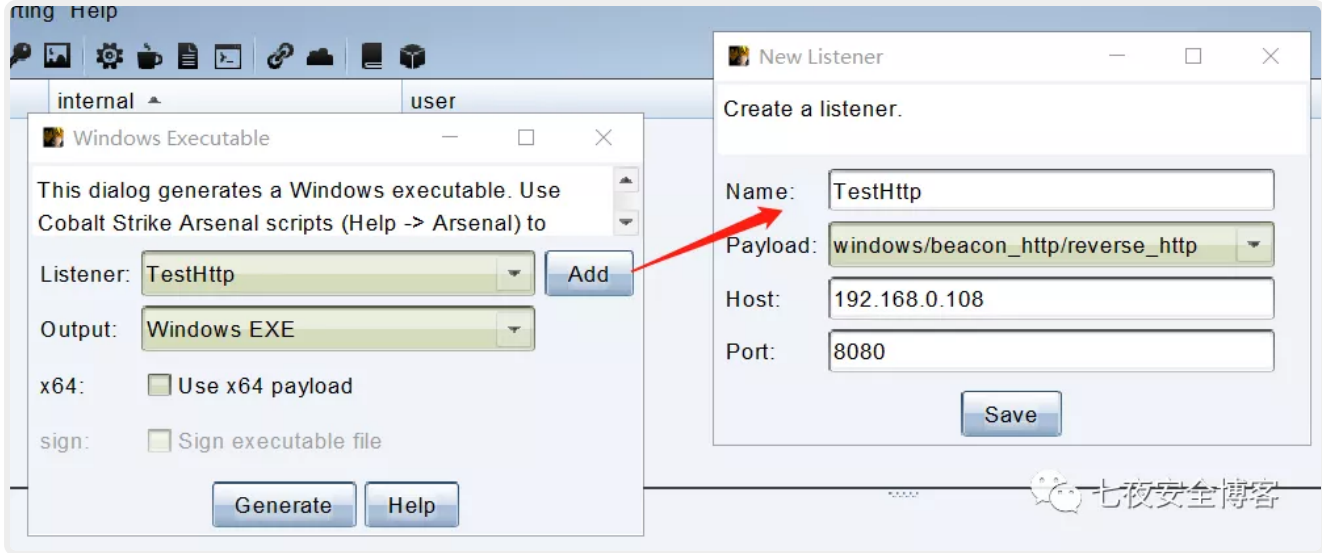 rting Help
internal
user
Windows Executable
This dialog generates a Windows executable. Use
Cobalt Strike Arsenal scripts (Help -> Arsenal) to
Listener: TestHttp Add
Output: Windows EXE
x64: Use x64 payload
sign: Sign executable file
Generate Help
New Listener
Create a listener.
Name: TestHttp
Payload: windows/beacon_http/reverse_http
Host: 192.168.0.108
Port: 8080
Save
七夜安全博客